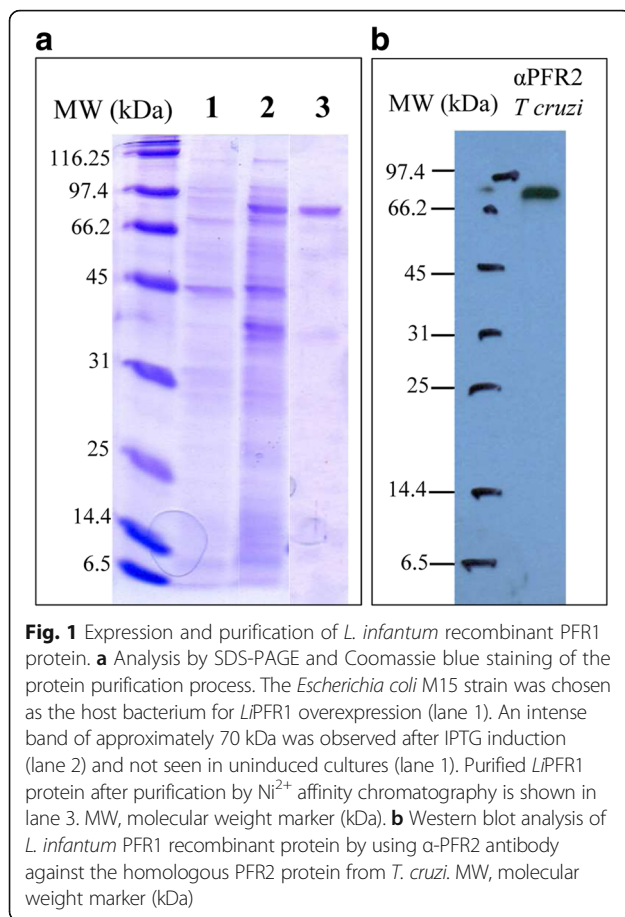 a
MW (kDa) 1 2 3
116.25
97.4
66.2
45
31
25
14.4
6.5
b
αPFR2
MW (kDa) T cruzi
97.4
66.2
45
31
25
14.4
6.5
Fig. 1 Expression and purification of L. infantum recombinant PFR1
protein. a Analysis by SDS-PAGE and Coomassie blue staining of the
protein purification process. The Escherichia coli M15 strain was chosen
as the host bacterium for LiPFR1 overexpression (lane 1). An intense
band of approximately 70 kDa was observed after IPTG induction
(lane 2) and not seen in uninduced cultures (lane 1). Purified LiPFR1
protein after purification by Ni²⁺ affinity chromatography is shown in
lane 3. MW, molecular weight marker (kDa). b Western blot analysis of
L. infantum PFR1 recombinant protein by using α-PFR2 antibody
against the homologous PFR2 protein from T. cruzi. MW, molecular
weight marker (kDa)